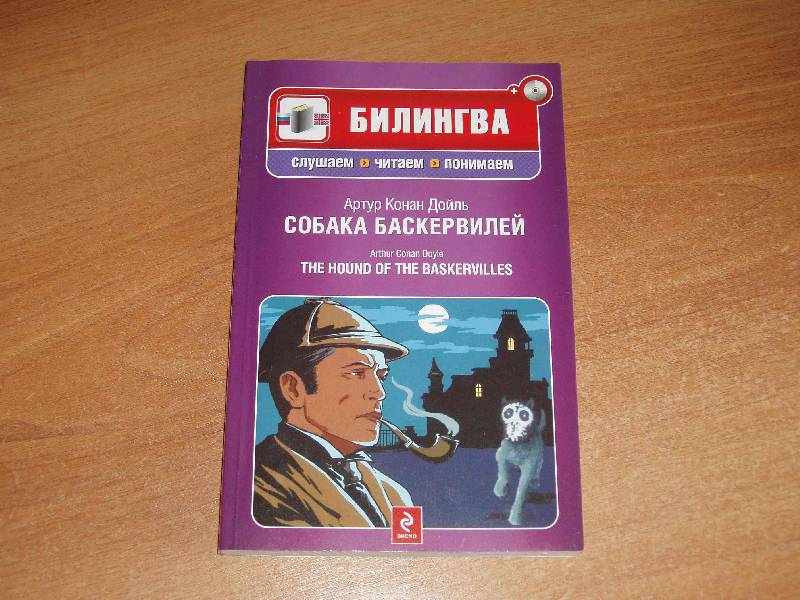 +
БИЛИНГВА
слушаем читаем понимаем
Артур Конан Дойль
СОБАКА БАСКЕРВИЛЕЙ
Arthur Conan Doyle
THE HOUND OF THE BASKERVILLES
ЭКСМО